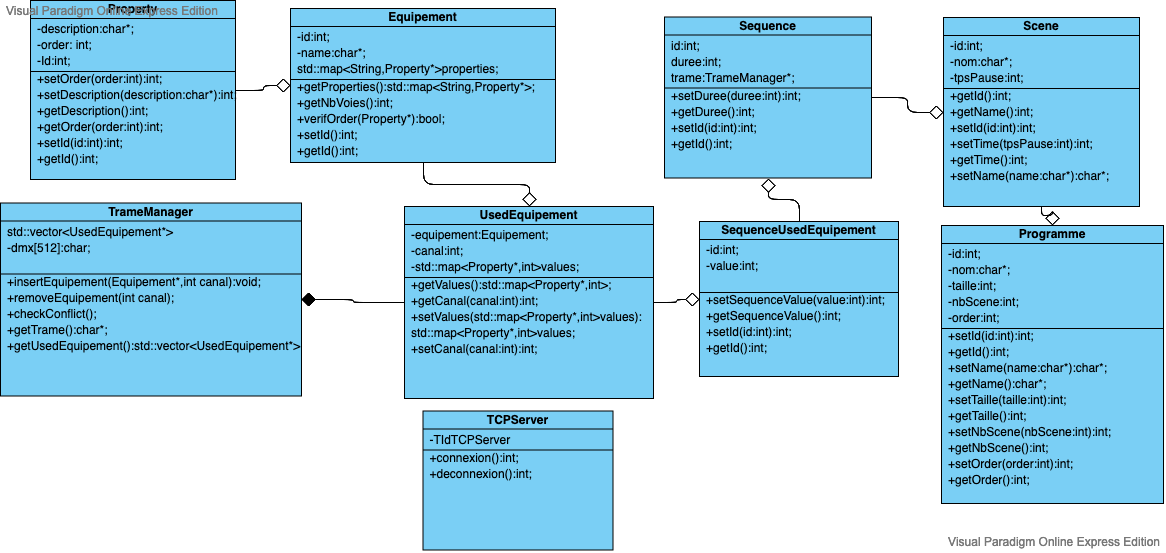 Visual Paradigm Online Express Edition
Property
-description:char*;
-order: int;
-Id:int;
+setOrder(order:int):int;
+setDescription(description:char*):int
+getDescription():int;
+getOrder(order:int):int;
+setId(id:int):int;
+getId():int;
Equipement
-id:int;
-name:char*;
std::map<String,Property*>properties;
+getProperties():std::map<String,Property*>;
+getNbVoies():int;
+verifOrder(Property*):bool;
+setId():int;
+getId():int;
Sequence
id:int;
duree:int;
trame:TrameManager*;
+setDuree(duree:int):int;
+getDuree():int;
+setId(id:int):int;
+getId():int;
Scene
-id:int;
-nom:char*;
-tpsPause:int;
+getId():int;
+getName():int;
+setId(id:int):int;
+setTime(tpsPause:int):int;
+getTime():int;
+setName(name:char*):char*;
TrameManager
std::vector<UsedEquipement*>
-dmx[512]:char;
+insertEquipement(Equipement*,int canal):void;
+removeEquipement(int canal);
+checkConflict();
+getTrame():char*;
+getUsedEquipement():std::vector<UsedEquipement*>
UsedEquipement
-equipement:Equipement;
-canal:int;
-std::map<Property*,int>values;
+getValues():std::map<Property*,int>;
+getCanal(canal:int):int;
+setValues(std::map<Property*,int>values):
std::map<Property*,int>values;
+setCanal(canal:int):int;
SequenceUsedEquipement
-id:int;
-value:int;
+setSequenceValue(value:int):int;
+getSequenceValue():int;
+setId(id:int):int;
+getId():int;
Programme
-id:int;
-nom:char*;
-taille:int;
-nbScene:int;
-order:int;
+setId(id:int):int;
+getId():int;
+setName(name:char*):char*;
+getName():char*;
+setTaille(taille:int):int;
+getTaille():int;
+setNbScene(nbScene:int):int;
+getNbScene():int;
+setOrder(order:int):int;
+getOrder():int;
TCPServer
-TIdTCPServer
+connexion():int;
+deconnexion():int;
Visual Paradigm Online Express Edition